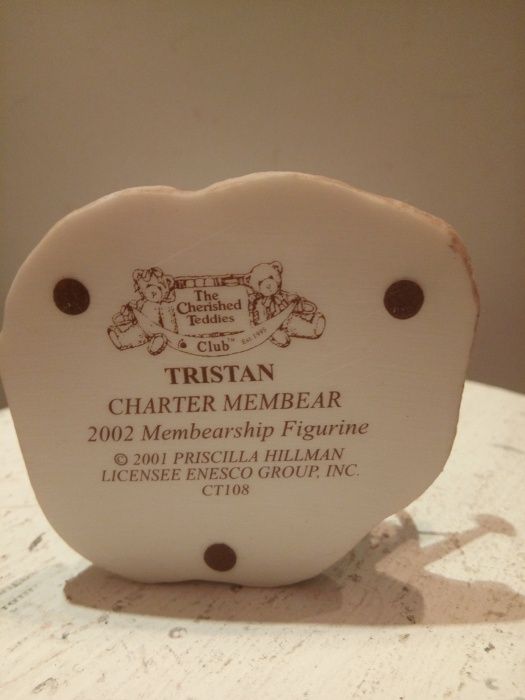 The
Cherished
Teddies
Club™ Est. 1995
TRISTAN
CHARTER MEMBEAR
2002 Membearship Figurine
© 2001 PRISCILLA HILLMAN
LICENSEE ENESCO GROUP, INC.
CT108